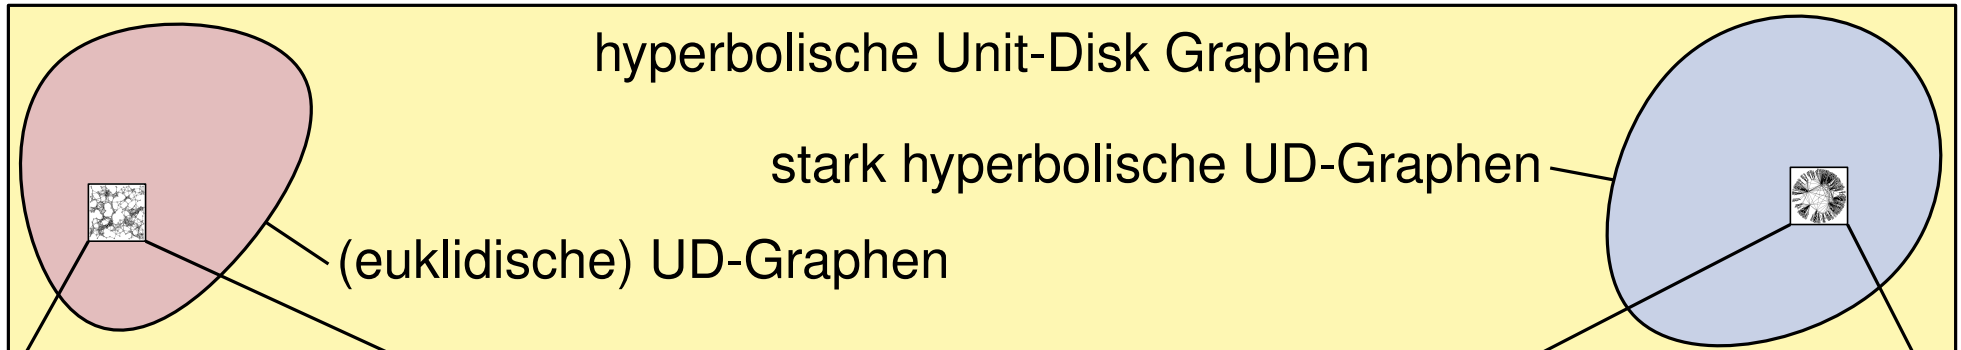 hyperbolische Unit-Disk Graphen
stark hyperbolische UD-Graphen
(euklidische) UD-Graphen